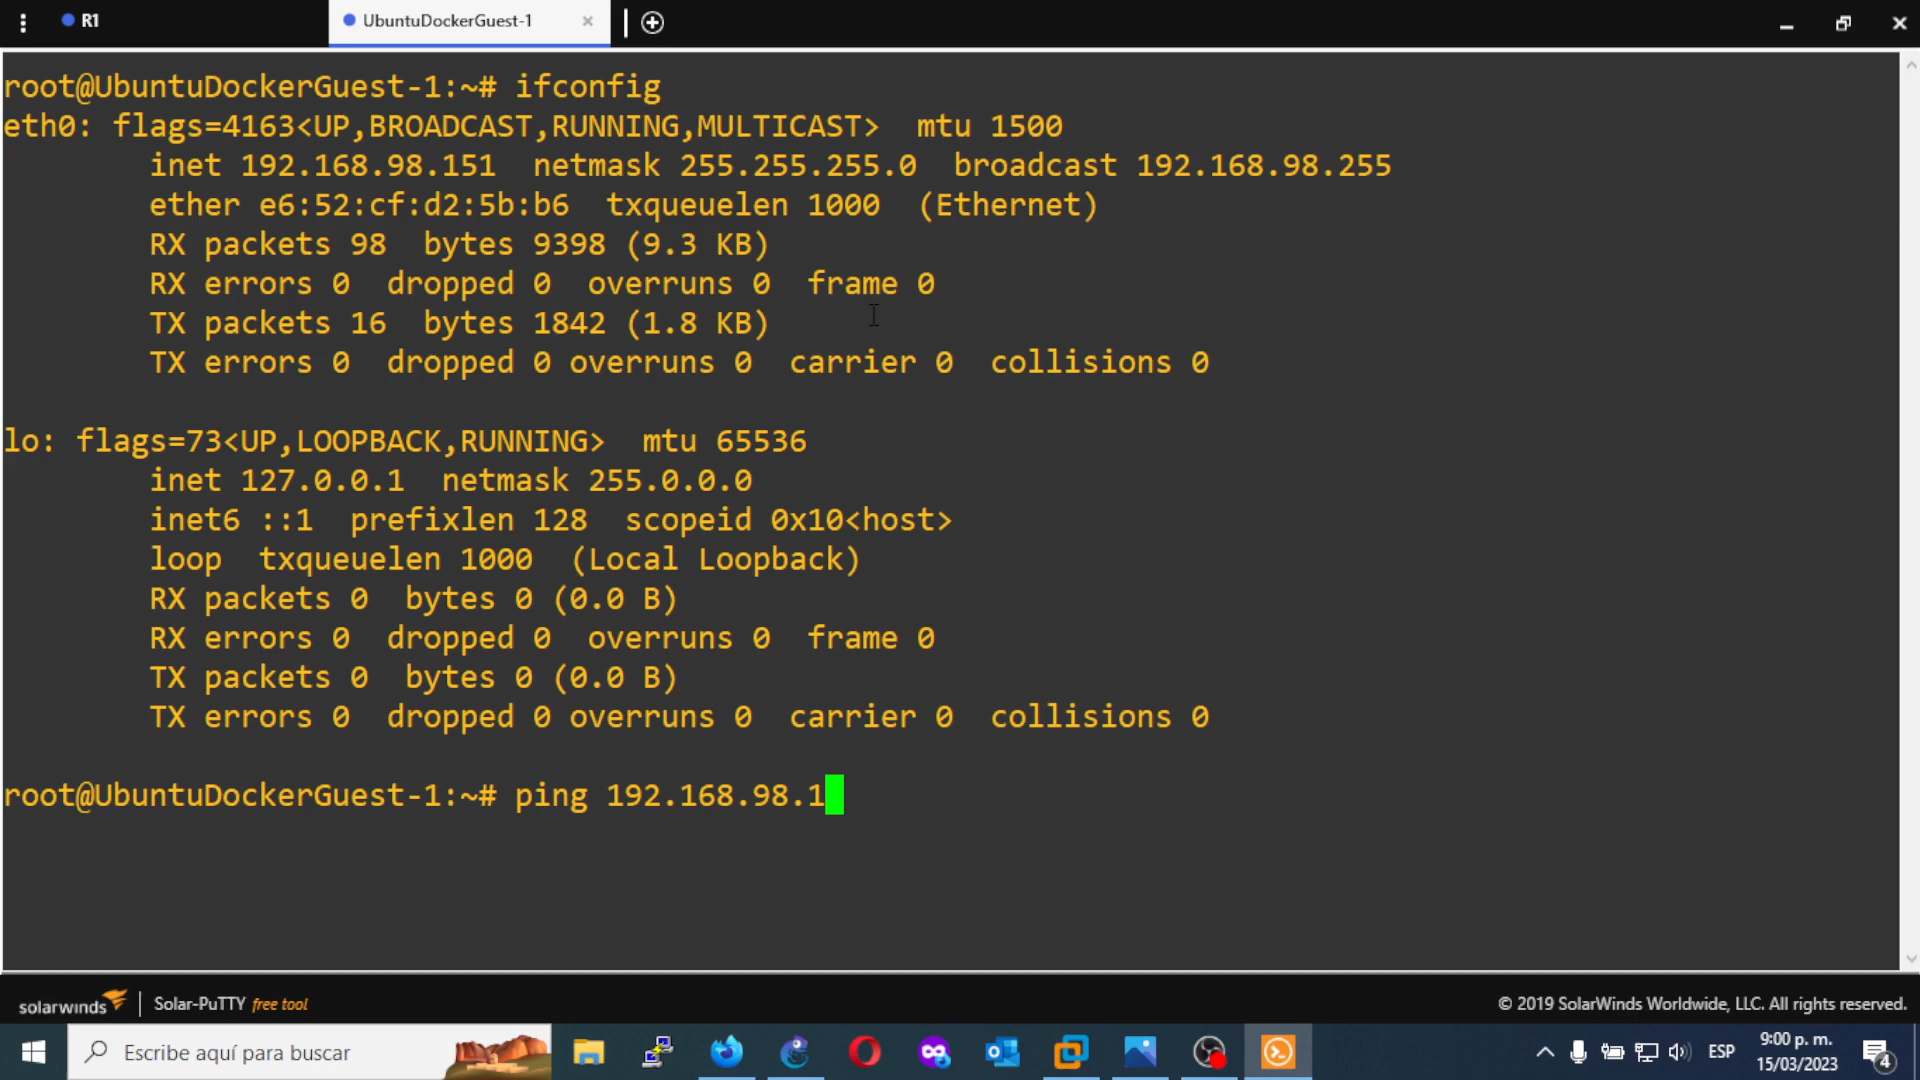 R1
UbuntuDockerGuest-1
root@UbuntuDockerGuest-1:~# ifconfig
eth0: flags=4163<UP,BROADCAST,RUNNING,MULTICAST>  mtu 1500
        inet 192.168.98.151  netmask 255.255.255.0  broadcast 192.168.98.255
        ether e6:52:cf:d2:5b:b6  txqueuelen 1000  (Ethernet)
        RX packets 98  bytes 9398 (9.3 KB)
        RX errors 0  dropped 0  overruns 0  frame 0
        TX packets 16  bytes 1842 (1.8 KB)
        TX errors 0  dropped 0 overruns 0  carrier 0  collisions 0
lo: flags=73<UP,LOOPBACK,RUNNING>  mtu 65536
        inet 127.0.0.1  netmask 255.0.0.0
        inet6 ::1  prefixlen 128  scopeid 0x10<host>
        loop  txqueuelen 1000  (Local Loopback)
        RX packets 0  bytes 0 (0.0 B)
        RX errors 0  dropped 0  overruns 0  frame 0
        TX packets 0  bytes 0 (0.0 B)
        TX errors 0  dropped 0 overruns 0  carrier 0  collisions 0
root@UbuntuDockerGuest-1:~# ping 192.168.98.1
solarwinds Solar-PuTTY free tool
© 2019 SolarWinds Worldwide, LLC. All rights reserved.
Escribe aquí para buscar
ESP
9:00 p. m.
15/03/2023
4